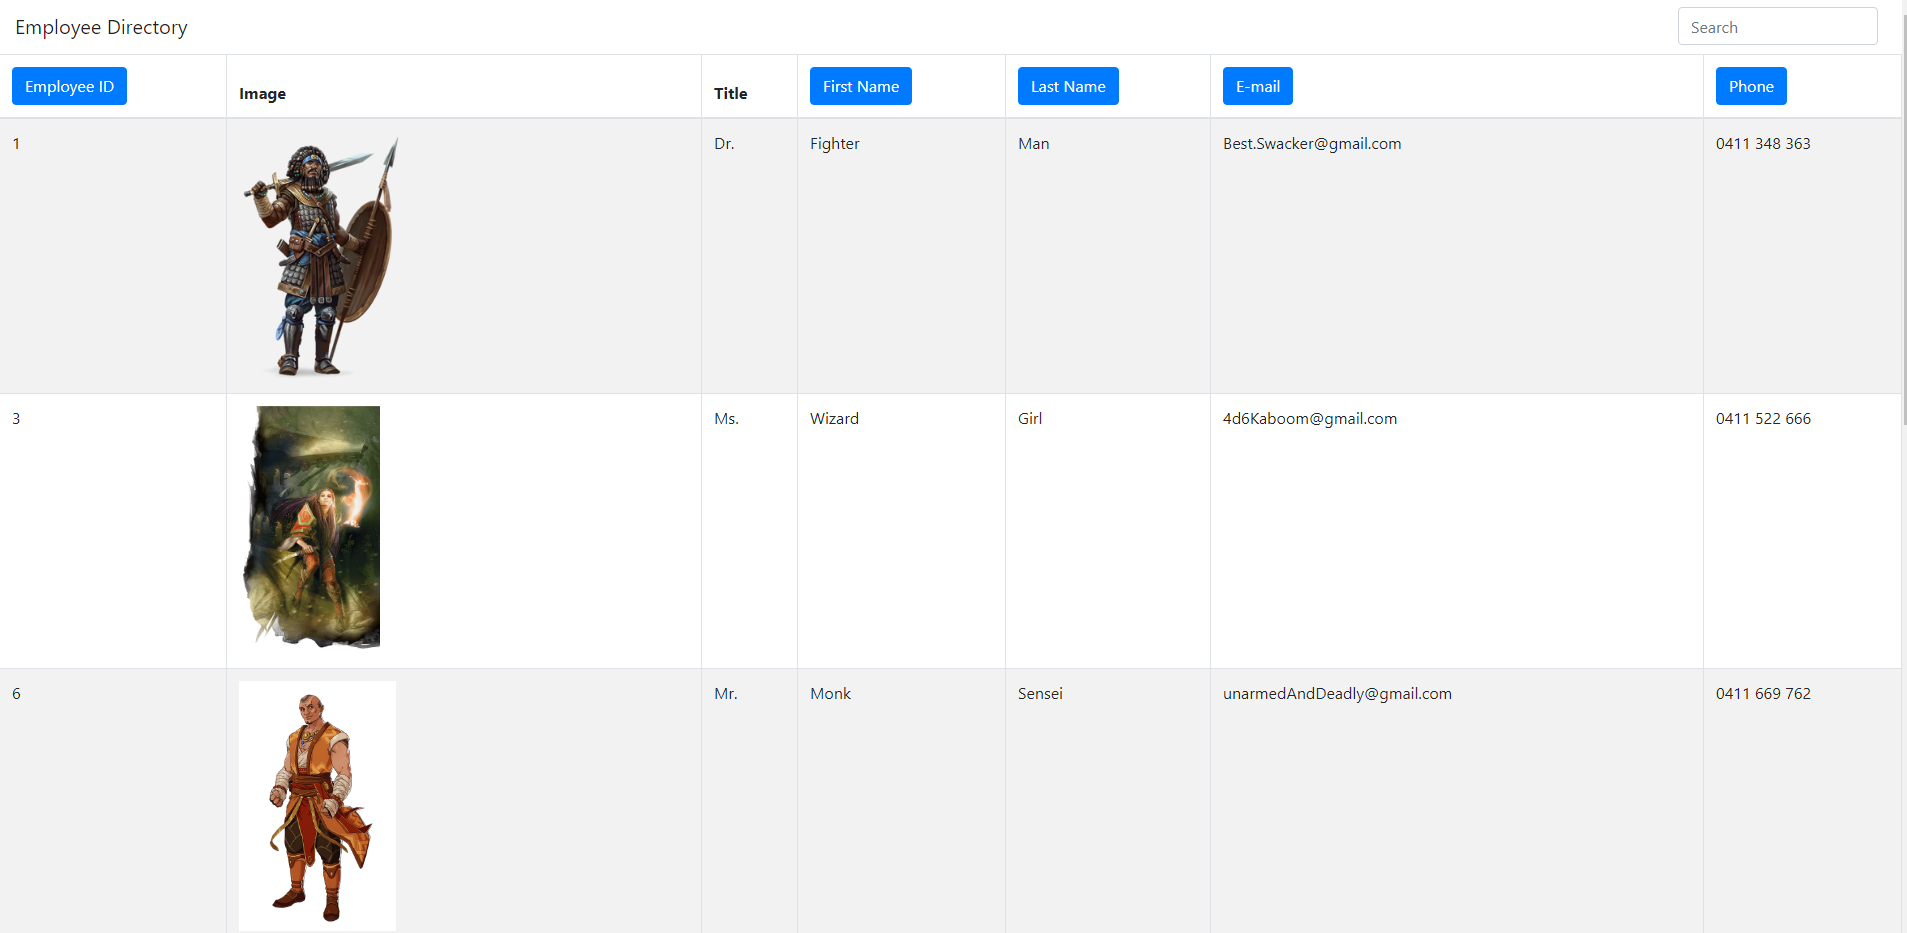 Employee Directory Search
Employee ID Image Title First Name Last Name E-mail Phone
1 Dr. Fighter Man Best.Swacker@gmail.com 0411 348 363
3 Ms. Wizard Girl 4d6Kaboom@gmail.com 0411 522 666
6 Mr. Monk Sensei unarmedAndDeadly@gmail.com 0411 669 762